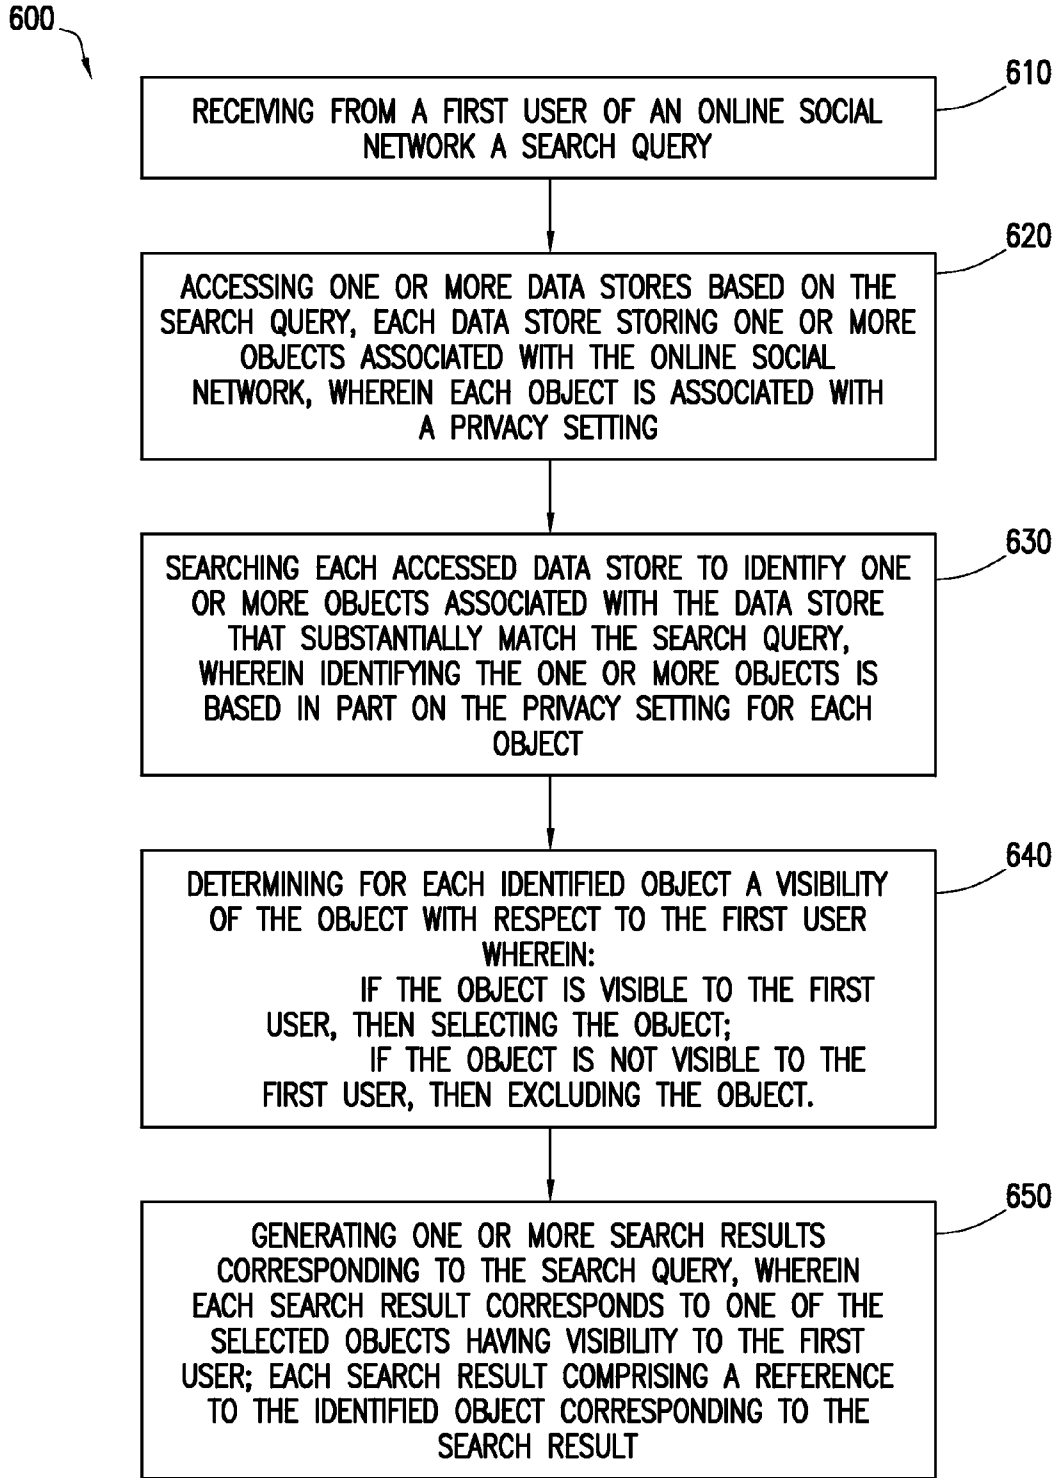 600
610
RECEIVING FROM A FIRST USER OF AN ONLINE SOCIAL
NETWORK A SEARCH QUERY
620
ACCESSING ONE OR MORE DATA STORES BASED ON THE
SEARCH QUERY, EACH DATA STORE STORING ONE OR MORE
OBJECTS ASSOCIATED WITH THE ONLINE SOCIAL
NETWORK, WHEREIN EACH OBJECT IS ASSOCIATED WITH
A PRIVACY SETTING
630
SEARCHING EACH ACCESSED DATA STORE TO IDENTIFY ONE
OR MORE OBJECTS ASSOCIATED WITH THE DATA STORE
THAT SUBSTANTIALLY MATCH THE SEARCH QUERY,
WHEREIN IDENTIFYING THE ONE OR MORE OBJECTS IS
BASED IN PART ON THE PRIVACY SETTING FOR EACH
OBJECT
640
DETERMINING FOR EACH IDENTIFIED OBJECT A VISIBILITY
OF THE OBJECT WITH RESPECT TO THE FIRST USER
WHEREIN:
IF THE OBJECT IS VISIBLE TO THE FIRST
USER, THEN SELECTING THE OBJECT;
IF THE OBJECT IS NOT VISIBLE TO THE
FIRST USER, THEN EXCLUDING THE OBJECT.
650
GENERATING ONE OR MORE SEARCH RESULTS
CORRESPONDING TO THE SEARCH QUERY, WHEREIN
EACH SEARCH RESULT CORRESPONDS TO ONE OF THE
SELECTED OBJECTS HAVING VISIBILITY TO THE FIRST
USER; EACH SEARCH RESULT COMPRISING A REFERENCE
TO THE IDENTIFIED OBJECT CORRESPONDING TO THE
SEARCH RESULT